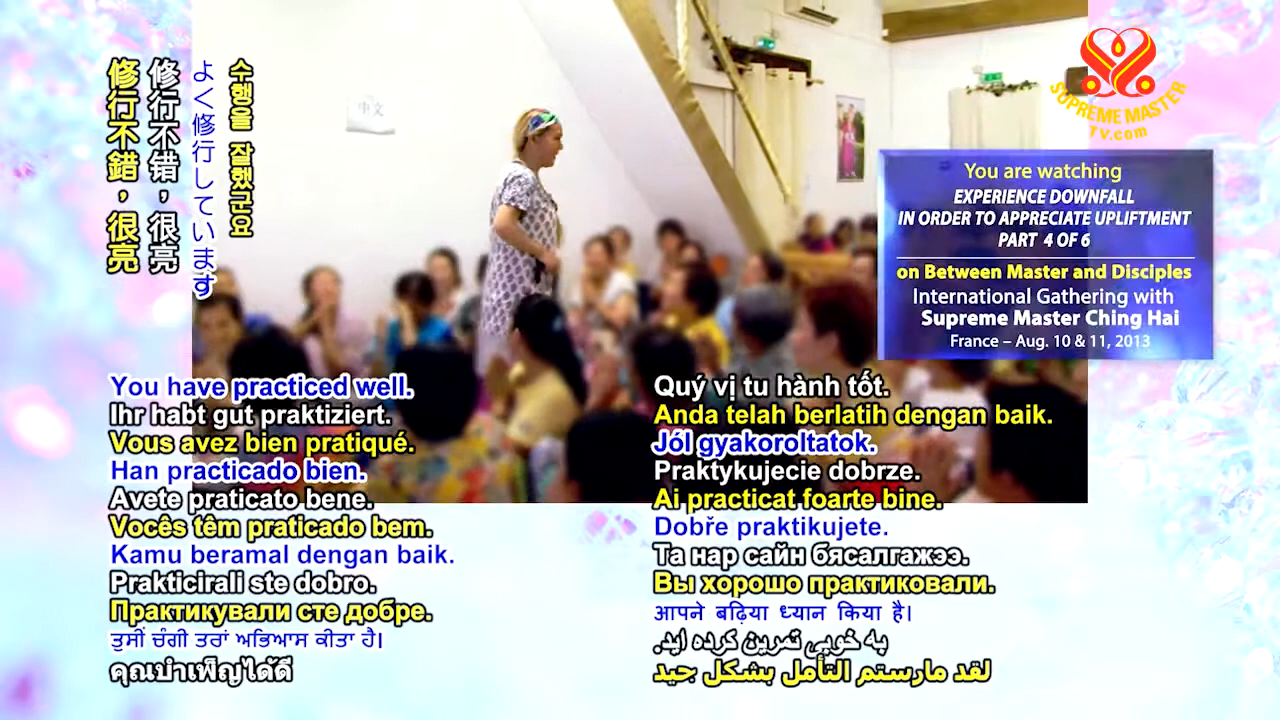 修行不錯，很亮
修行不错，很亮
よく修行しています
수행을 잘했군요
中文
SUPREME MASTER
TV.com
You are watching
EXPERIENCE DOWNFALL
IN ORDER TO APPRECIATE UPLIFTMENT
PART 4 OF 6
on Between Master and Disciples
International Gathering with
Supreme Master Ching Hai
France – Aug. 10 & 11, 2013
You have practiced well.
Ihr habt gut praktiziert.
Vous avez bien pratiqué.
Han practicado bien.
Avete praticato bene.
Vocês têm praticado bem.
Kamu beramal dengan baik.
Prakticirali ste dobro.
Практикували сте добре.
ਤੁਸੀਂ ਚੰਗੀ ਤਰਾਂ ਅਭਿਆਸ ਕੀਤਾ ਹੈ।
คุณบำเพ็ญได้ดี
Quý vị tu hành tốt.
Anda telah berlatih dengan baik.
Jól gyakoroltatok.
Praktykujecie dobrze.
Ai practicat foarte bine.
Dobře praktikujete.
Та нар сайн бясалгажээ.
Вы хорошо практиковали.
आपने बढ़िया ध्यान किया है।
به خوبی تمرین کرده اید.
لقد مارستم التأمل بشكل جيد